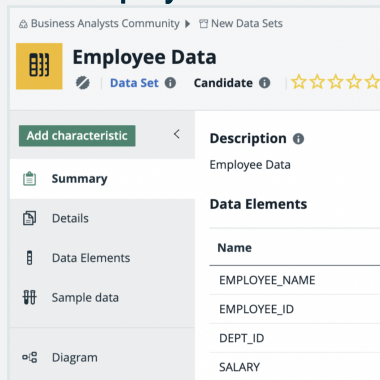 Business Analysts Community New Data Sets
Employee Data
Data Set Candidate
Add characteristic
Summary
Details
Data Elements
Sample data
Diagram
Description
Employee Data
Data Elements
Name
EMPLOYEE_NAME
EMPLOYEE_ID
DEPT_ID
SALARY